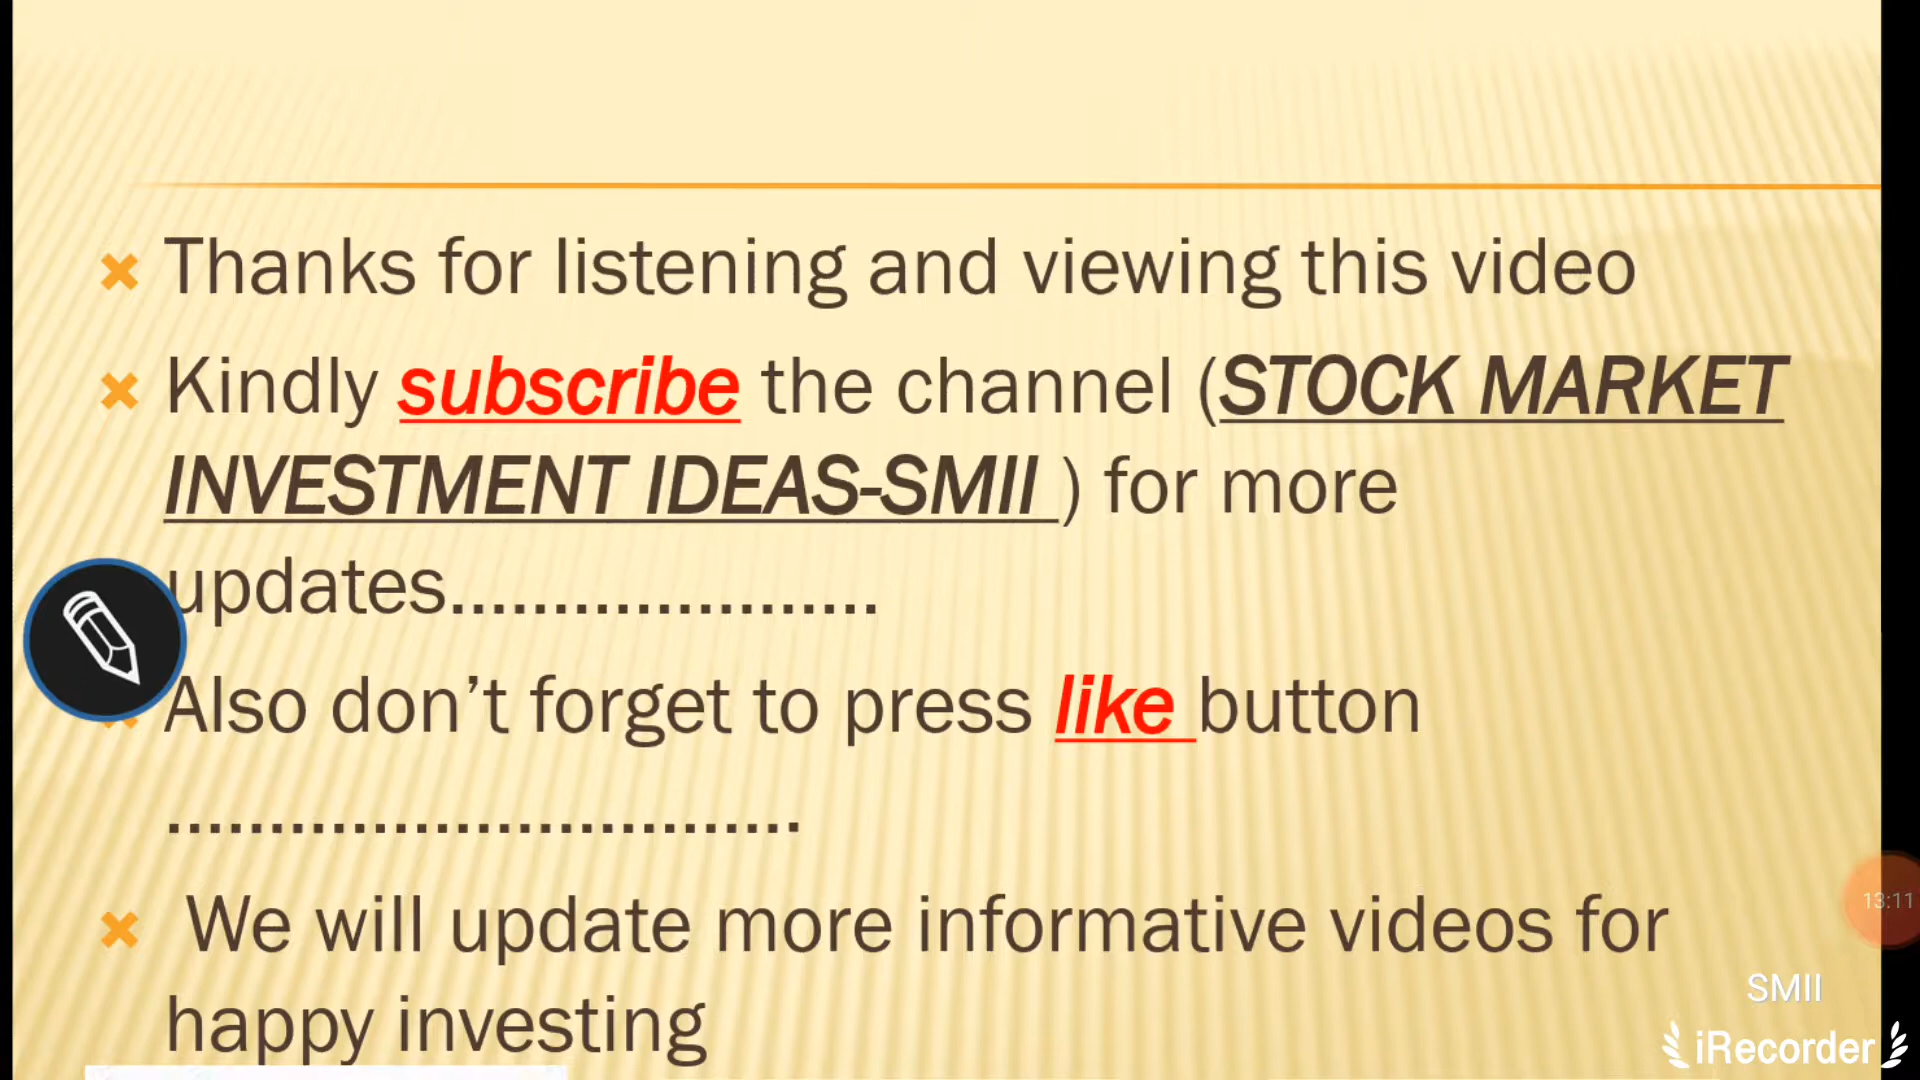 Thanks for listening and viewing this video
Kindly subscribe the channel (STOCK MARKET
INVESTMENT IDEAS-SMII ) for more
updates.....................
Also don’t forget to press like button
...............................
We will update more informative videos for
happy investing
13:11
SMII
iRecorder